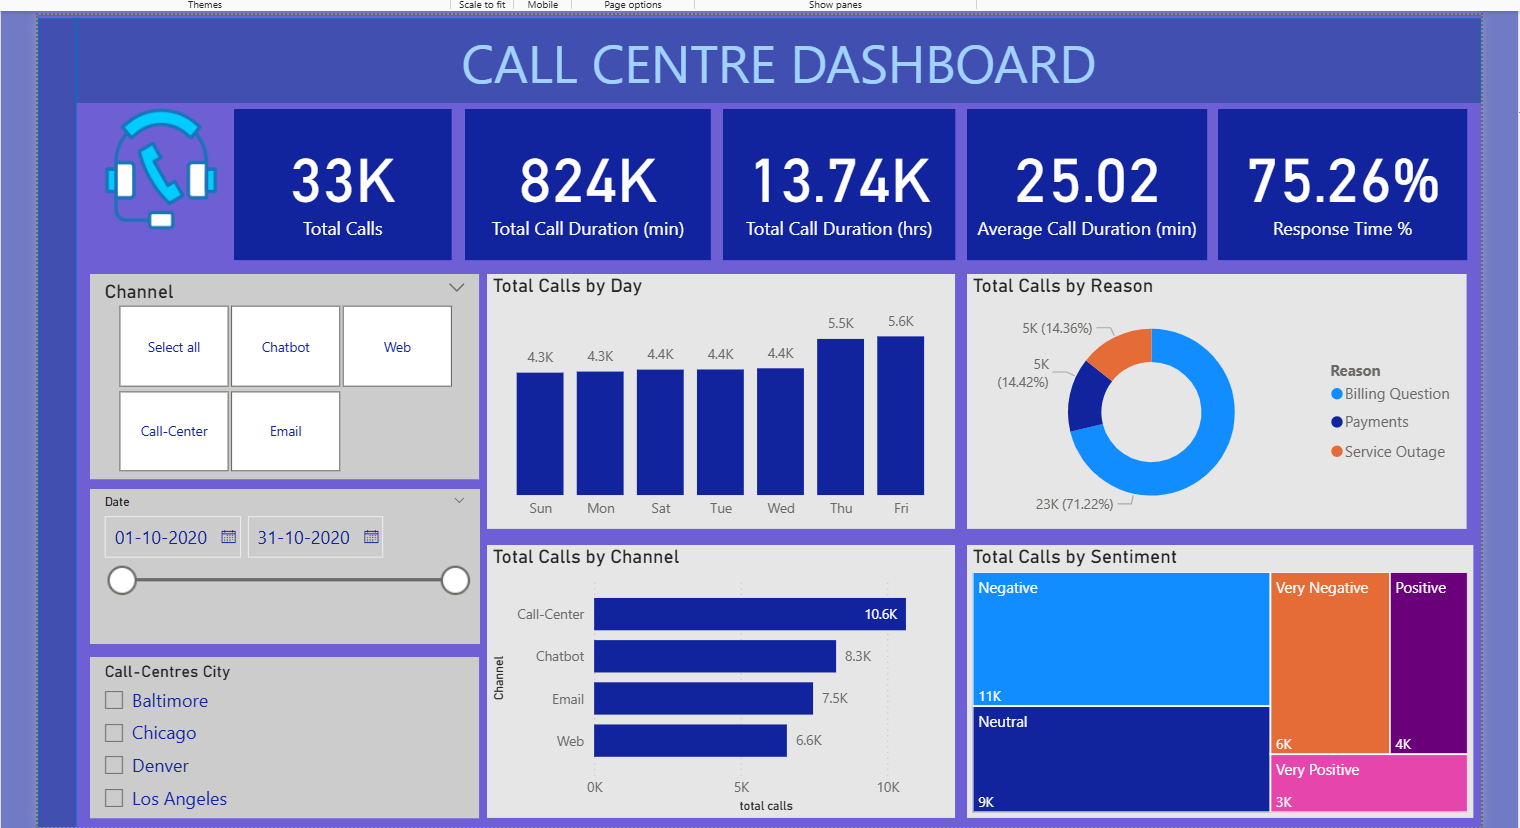 Themes
Scale to fit
Mobile
Page options
Show panes
CALL CENTRE DASHBOARD
33K
Total Calls
824K
Total Call Duration (min)
13.74K
Total Call Duration (hrs)
25.02
Average Call Duration (min)
75.26%
Response Time %
Channel
Select all
Chatbot
Web
Call-Center
Email
Date
01-10-2020
31-10-2020
Call-Centres City
Baltimore
Chicago
Denver
Los Angeles
Total Calls by Day
4.3K
4.3K
4.4K
4.4K
4.4K
5.5K
5.6K
Sun
Mon
Sat
Tue
Wed
Thu
Fri
Total Calls by Reason
5K (14.36%)
5K
(14.42%)
23K (71.22%)
Reason
Billing Question
Payments
Service Outage
Total Calls by Channel
Channel
Call-Center
10.6K
Chatbot
8.3K
Email
7.5K
Web
6.6K
0K
5K
10K
total calls
Total Calls by Sentiment
Negative
11K
Neutral
9K
Very Negative
6K
Positive
4K
Very Positive
3K